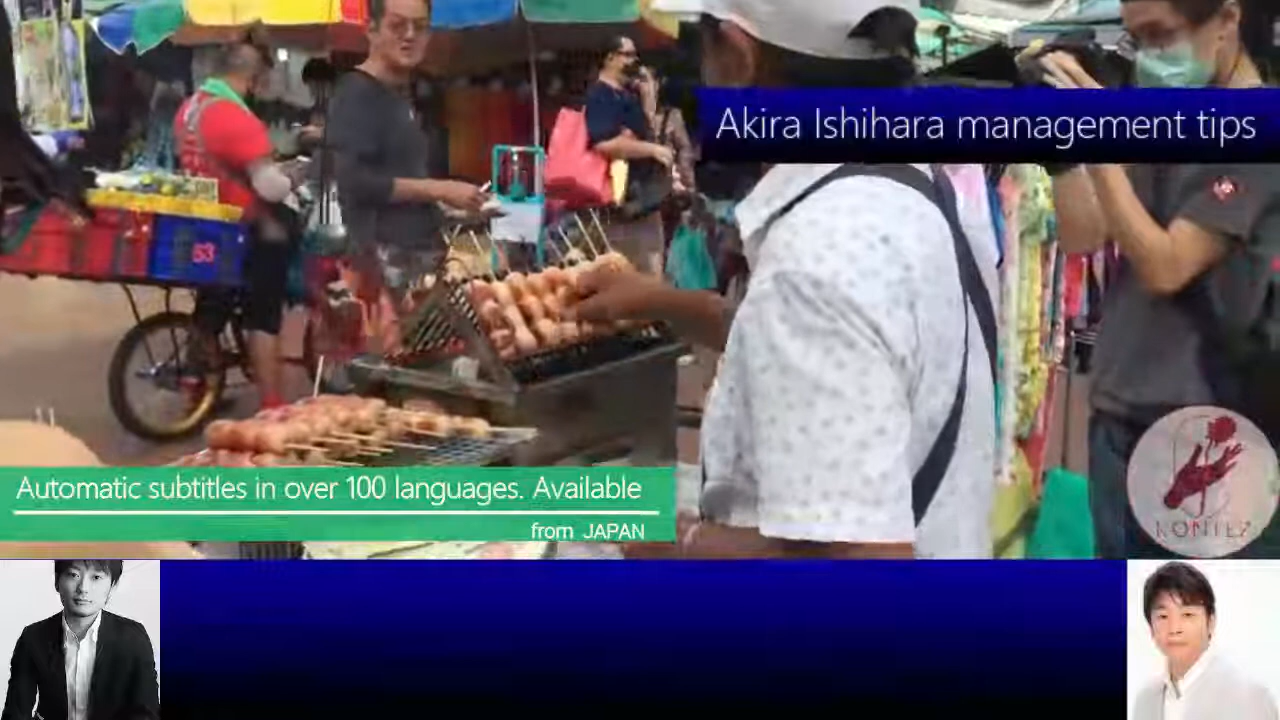 Akira Ishihara management tips
53
Automatic subtitles in over 100 languages. Available
from JAPAN